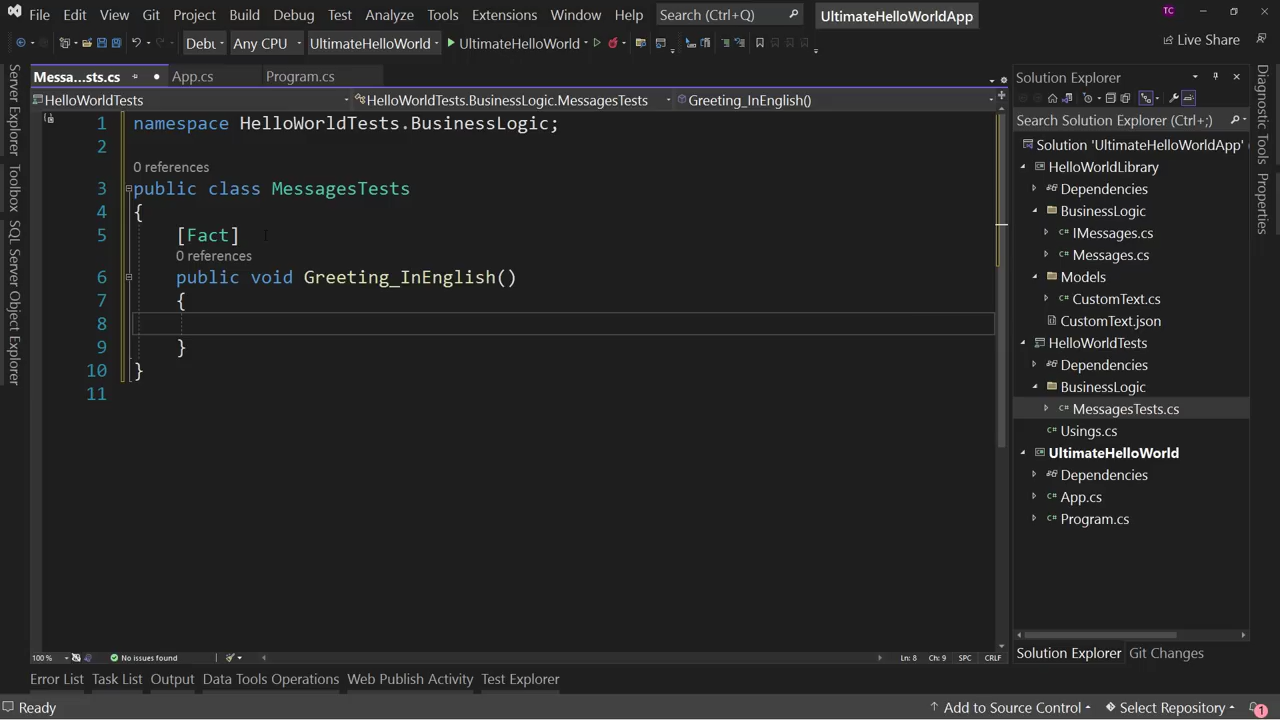 File Edit View Git Project Build Debug Test Analyze Tools Extensions Window Help Search (Ctrl+Q) UltimateHelloWorldApp TC
Debu Any CPU UltimateHelloWorld UltimateHelloWorld Live Share
Messa...sts.cs App.cs Program.cs
HelloWorldTests HelloWorldTests.BusinessLogic.MessagesTests Greeting_InEnglish()
Server Explorer
Toolbox
SQL Server Object Explorer
1 namespace HelloWorldTests.BusinessLogic;
2
0 references
3 public class MessagesTests
4 {
5 [Fact]
0 references
6 public void Greeting_InEnglish()
7 {
8
9 }
10 }
11
100 % No issues found Ln: 8 Ch: 9 SPC CRLF
Solution Explorer
Search Solution Explorer (Ctrl+;)
Solution 'UltimateHelloWorldApp'
HelloWorldLibrary
Dependencies
BusinessLogic
C# IMessages.cs
C# Messages.cs
Models
C# CustomText.cs
CustomText.json
HelloWorldTests
Dependencies
BusinessLogic
C# MessagesTests.cs
C# Usings.cs
UltimateHelloWorld
Dependencies
C# App.cs
C# Program.cs
Solution Explorer Git Changes
Diagnostic Tools
Properties
Error List Task List Output Data Tools Operations Web Publish Activity Test Explorer
Ready Add to Source Control Select Repository 1